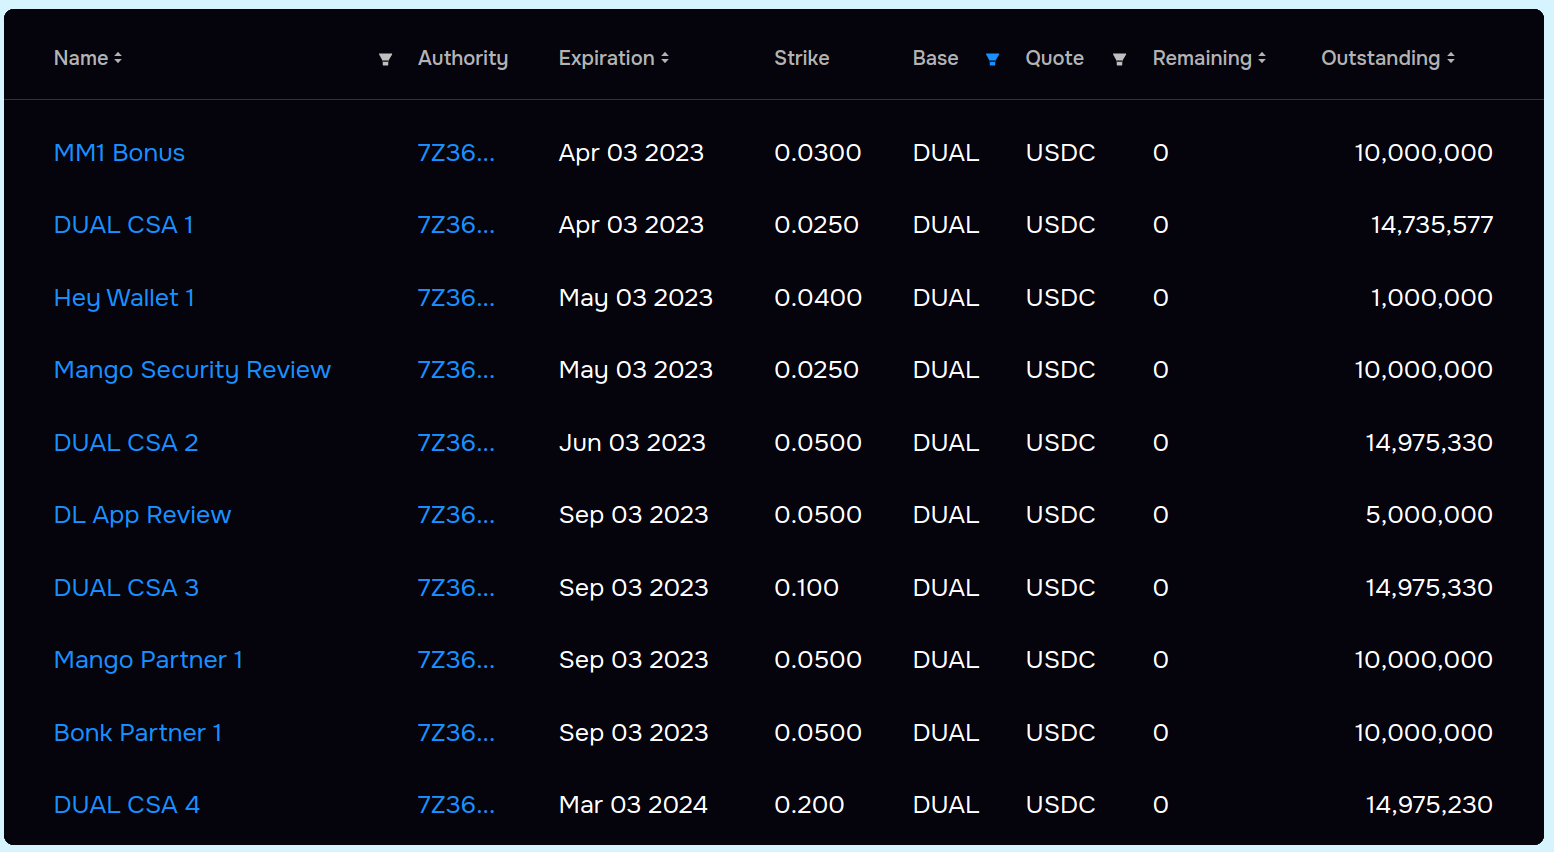 Name Authority Expiration Strike Base Quote Remaining Outstanding
MM1 Bonus 7Z36... Apr 03 2023 0.0300 DUAL USDC 0 10,000,000
DUAL CSA 1 7Z36... Apr 03 2023 0.0250 DUAL USDC 0 14,735,577
Hey Wallet 1 7Z36... May 03 2023 0.0400 DUAL USDC 0 1,000,000
Mango Security Review 7Z36... May 03 2023 0.0250 DUAL USDC 0 10,000,000
DUAL CSA 2 7Z36... Jun 03 2023 0.0500 DUAL USDC 0 14,975,330
DL App Review 7Z36... Sep 03 2023 0.0500 DUAL USDC 0 5,000,000
DUAL CSA 3 7Z36... Sep 03 2023 0.100 DUAL USDC 0 14,975,330
Mango Partner 1 7Z36... Sep 03 2023 0.0500 DUAL USDC 0 10,000,000
Bonk Partner 1 7Z36... Sep 03 2023 0.0500 DUAL USDC 0 10,000,000
DUAL CSA 4 7Z36... Mar 03 2024 0.200 DUAL USDC 0 14,975,230